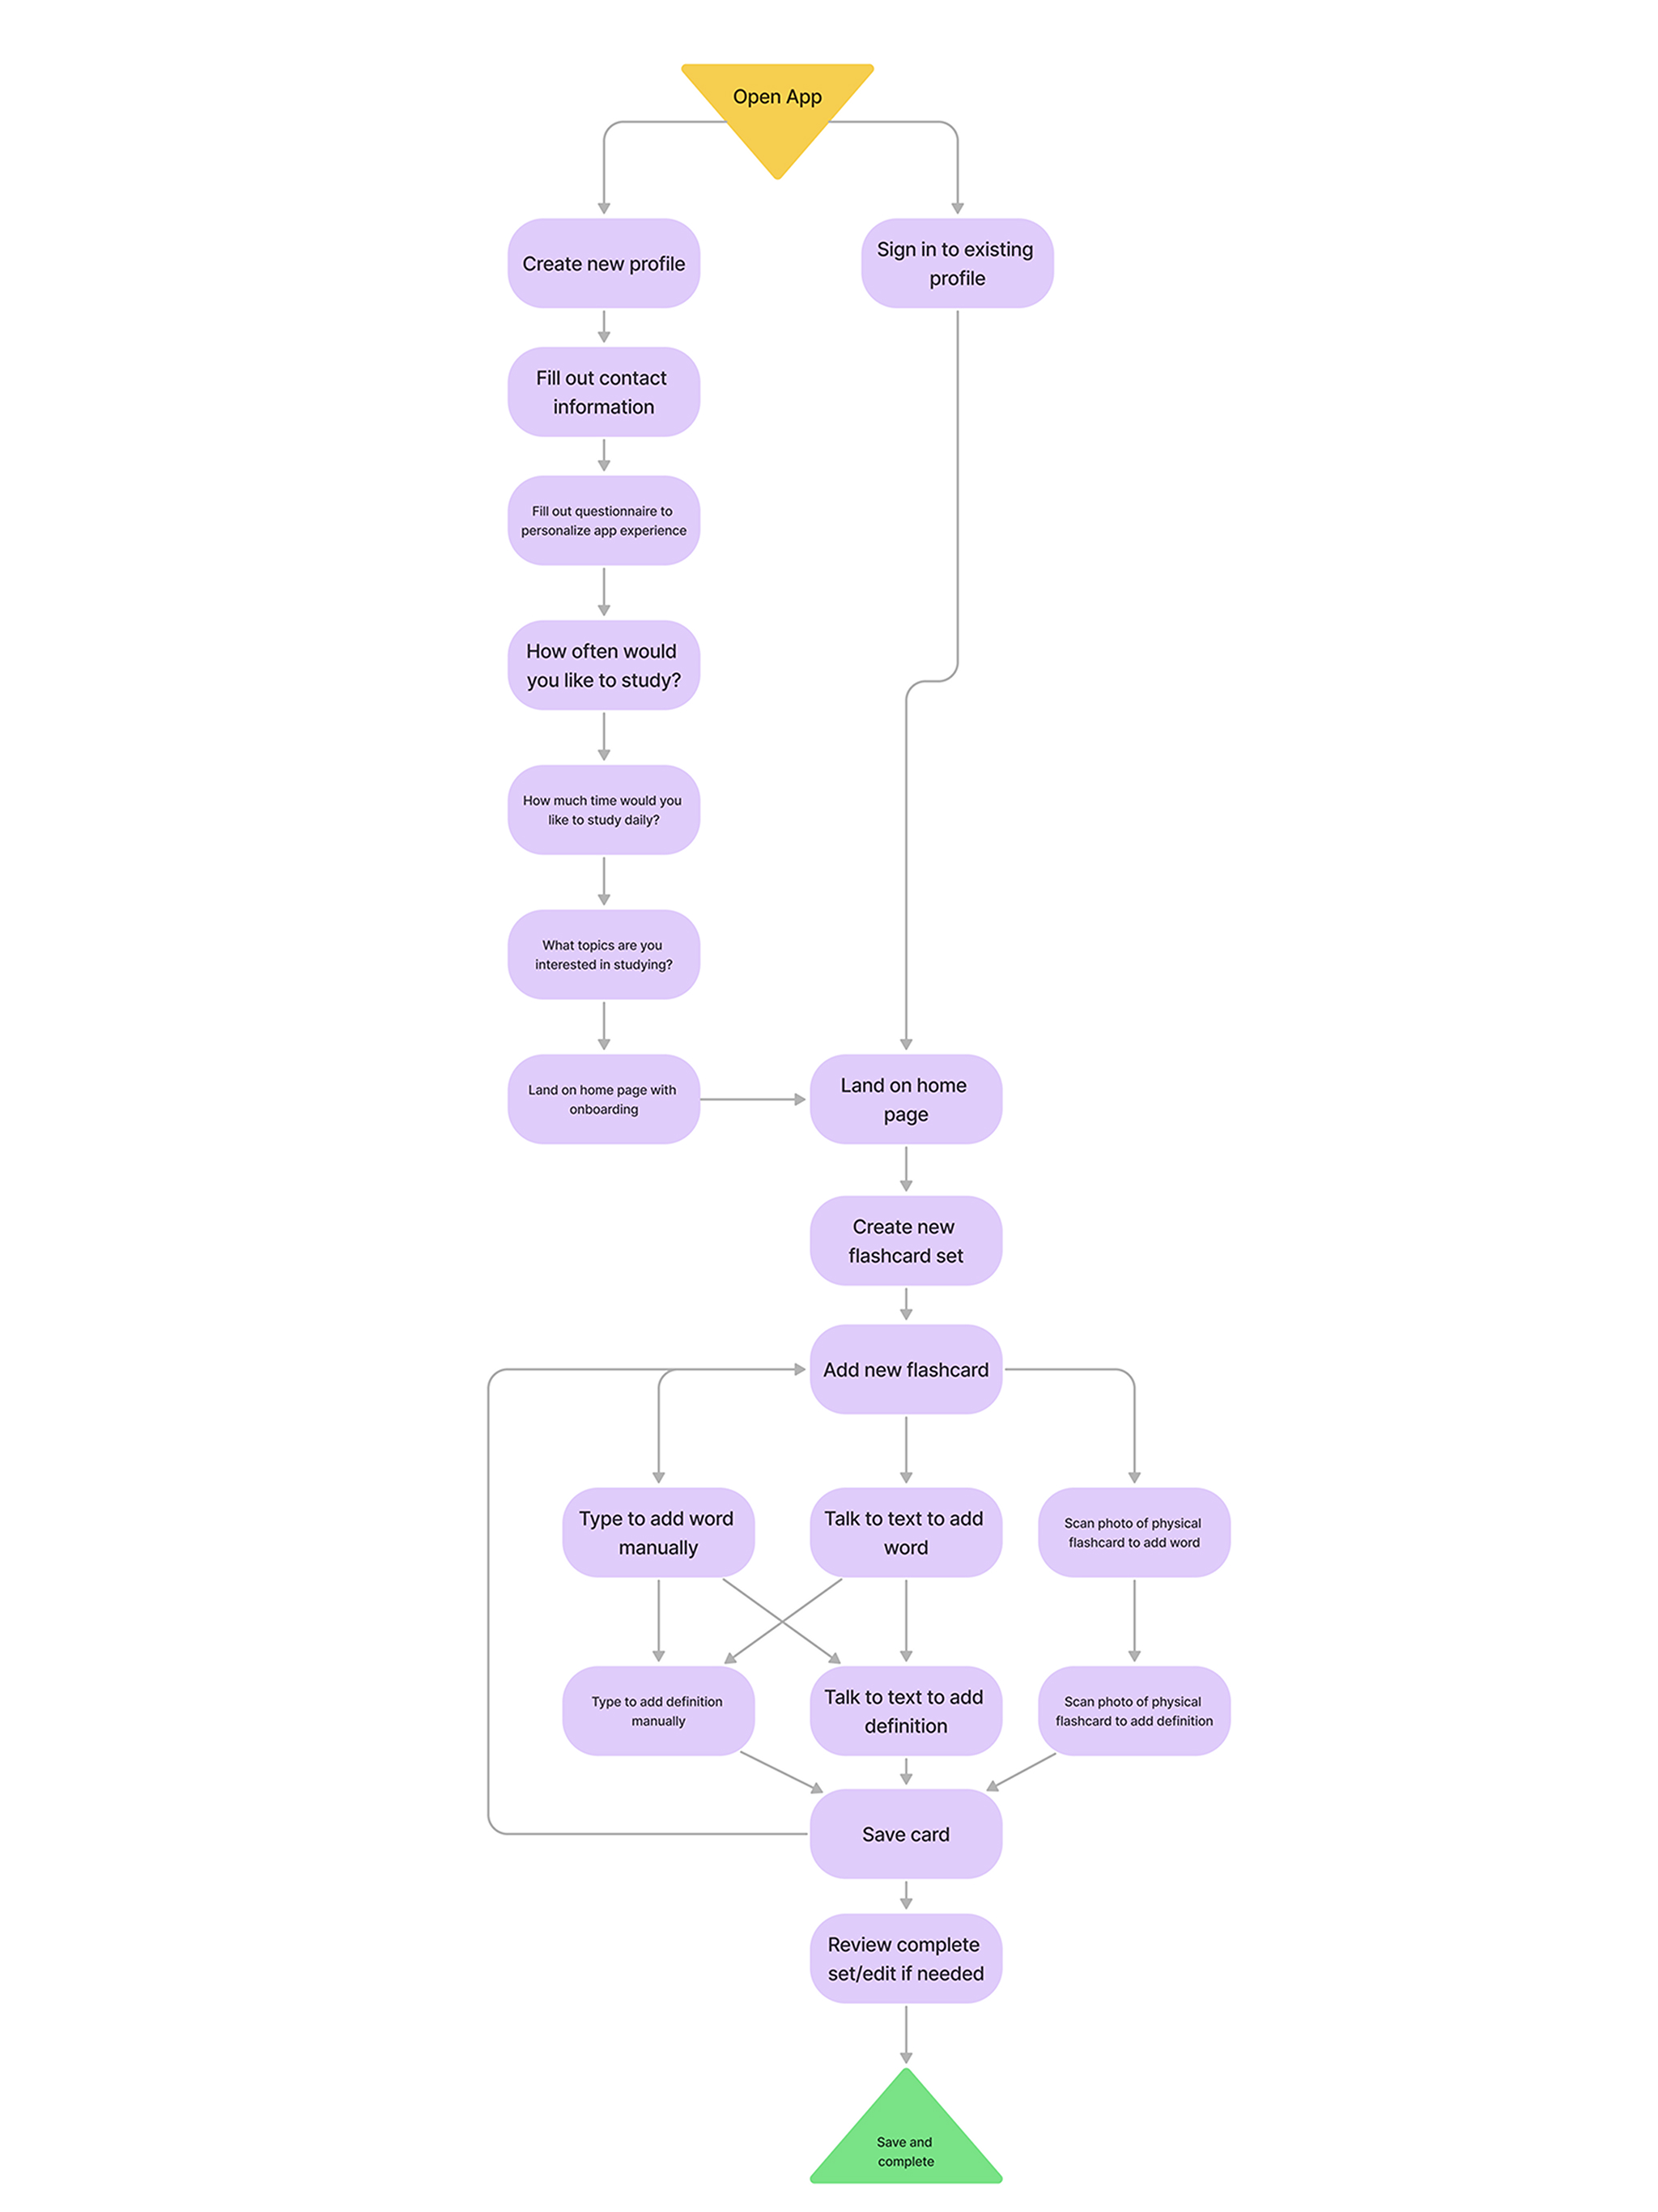 Open App
Create new profile
Sign in to existing
profile
Fill out contact
information
Fill out questionnaire to
personalize app experience
How often would
you like to study?
How much time would you
like to study daily?
What topics are you
interested in studying?
Land on home page with
onboarding
Land on home
page
Create new
flashcard set
Add new flashcard
Type to add word
manually
Talk to text to add
word
Scan photo of physical
flashcard to add word
Type to add definition
manually
Talk to text to add
definition
Scan photo of physical
flashcard to add definition
Save card
Review complete
set/edit if needed
Save and
complete